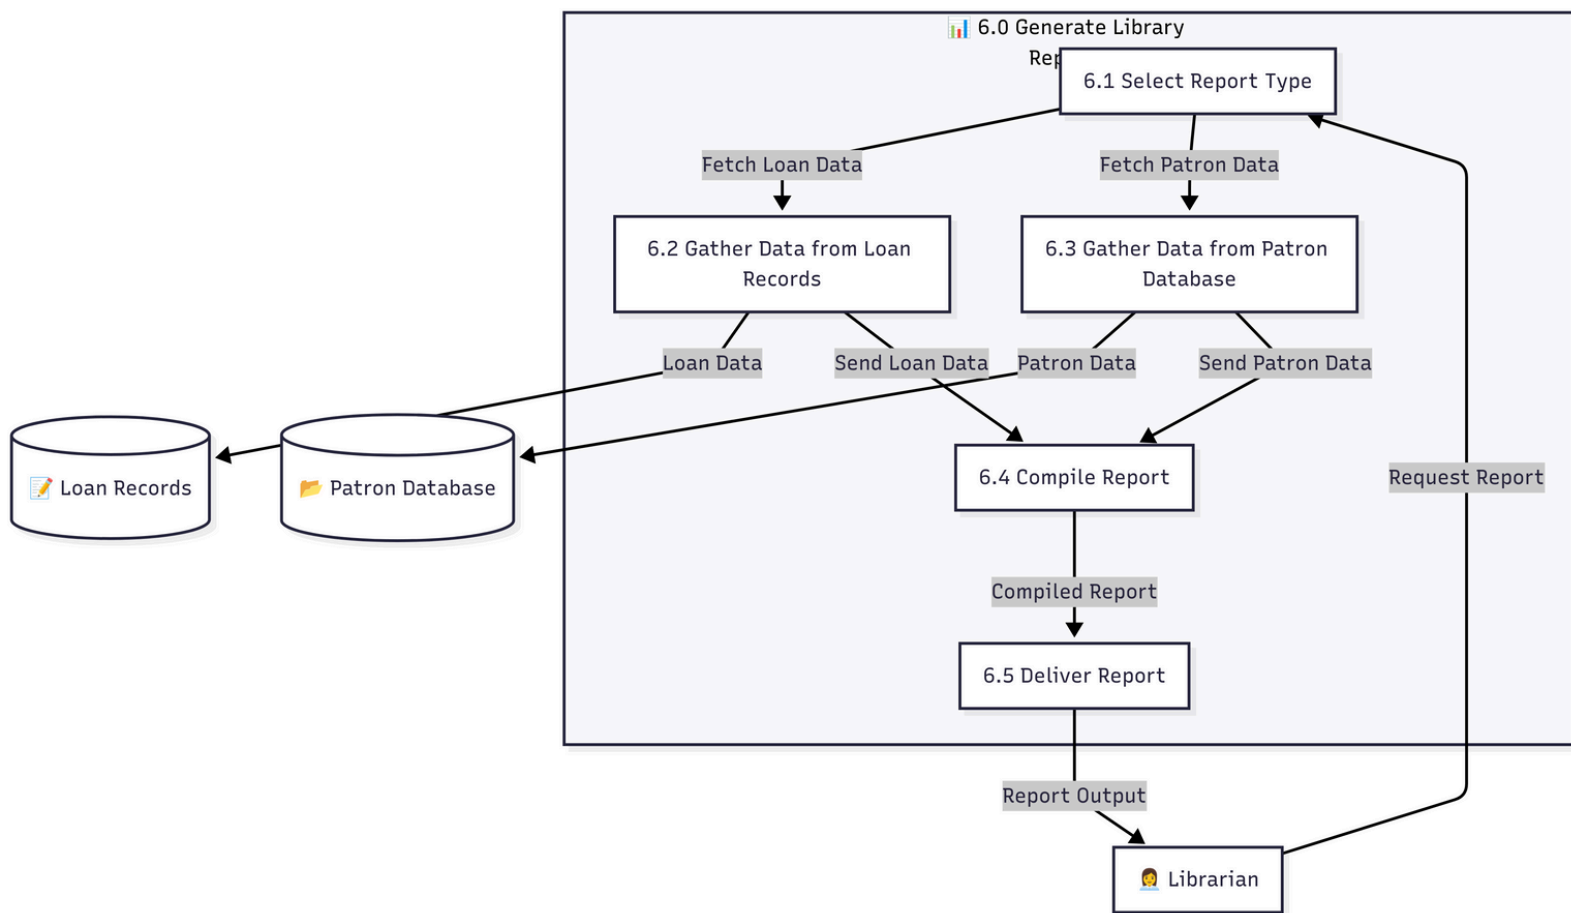 📊 6.0 Generate Library
Rep
6.1 Select Report Type
Fetch Loan Data
Fetch Patron Data
6.2 Gather Data from Loan
Records
6.3 Gather Data from Patron
Database
Loan Data
Send Loan Data
Patron Data
Send Patron Data
📝 Loan Records
📂 Patron Database
6.4 Compile Report
Request Report
Compiled Report
6.5 Deliver Report
Report Output
👩‍💼 Librarian